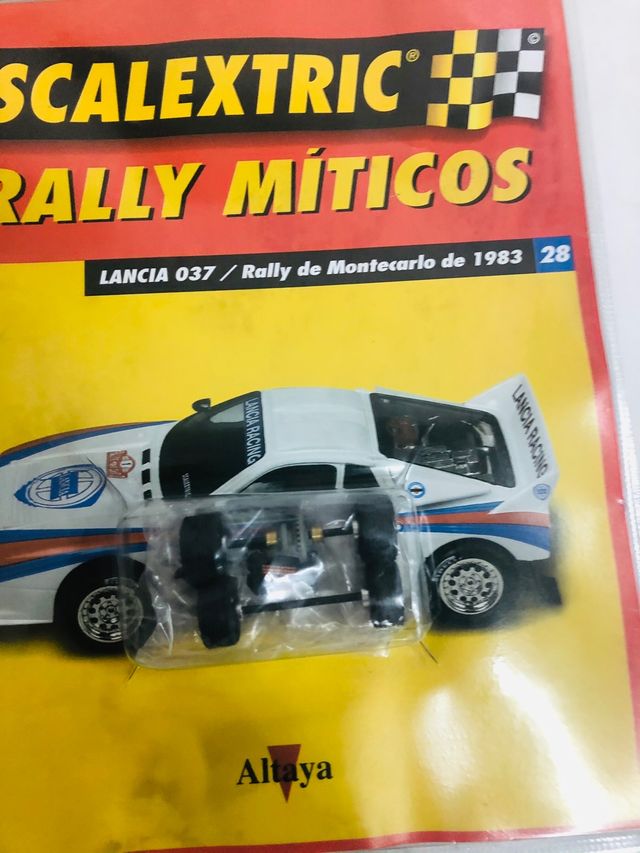 SCALEXTRIC®
©
RALLY MÍTICOS
LANCIA 037 / Rally de Montecarlo de 1983 28
LANCIA RACING
LANCIA RACING
Altaya